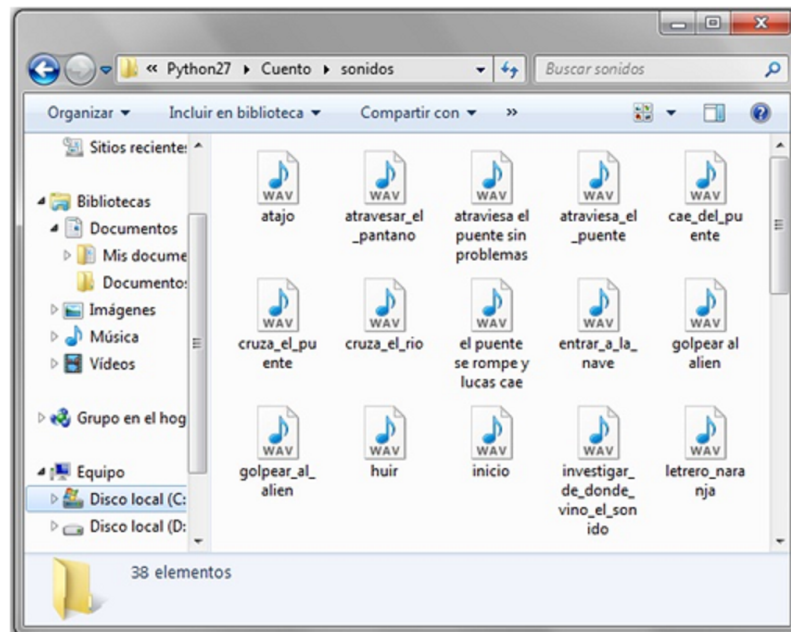 « Python27 Cuento sonidos
Buscar sonidos
Organizar Incluir en biblioteca Compartir con »
Sitios reciente
Bibliotecas
Documentos
Mis docume
Documento
Imágenes
Música
Vídeos
Grupo en el hog
Equipo
Disco local (C:
Disco local (D:
WAV WAV WAV WAV WAV
atajo atravesar_el atraviesa el atraviesa_el cae_del_pu
_pantano puente sin _puente ente
problemas
WAV WAV WAV WAV WAV
cruza_el_pu cruza_el_rio el puente entrar_a_la_ golpear al
ente se rompe y nave alien
lucas cae
WAV WAV WAV WAV WAV
golpear_al_ huir inicio investigar_ letrero_nara
alien de_donde_ nja
vino_el_son
ido
38 elementos